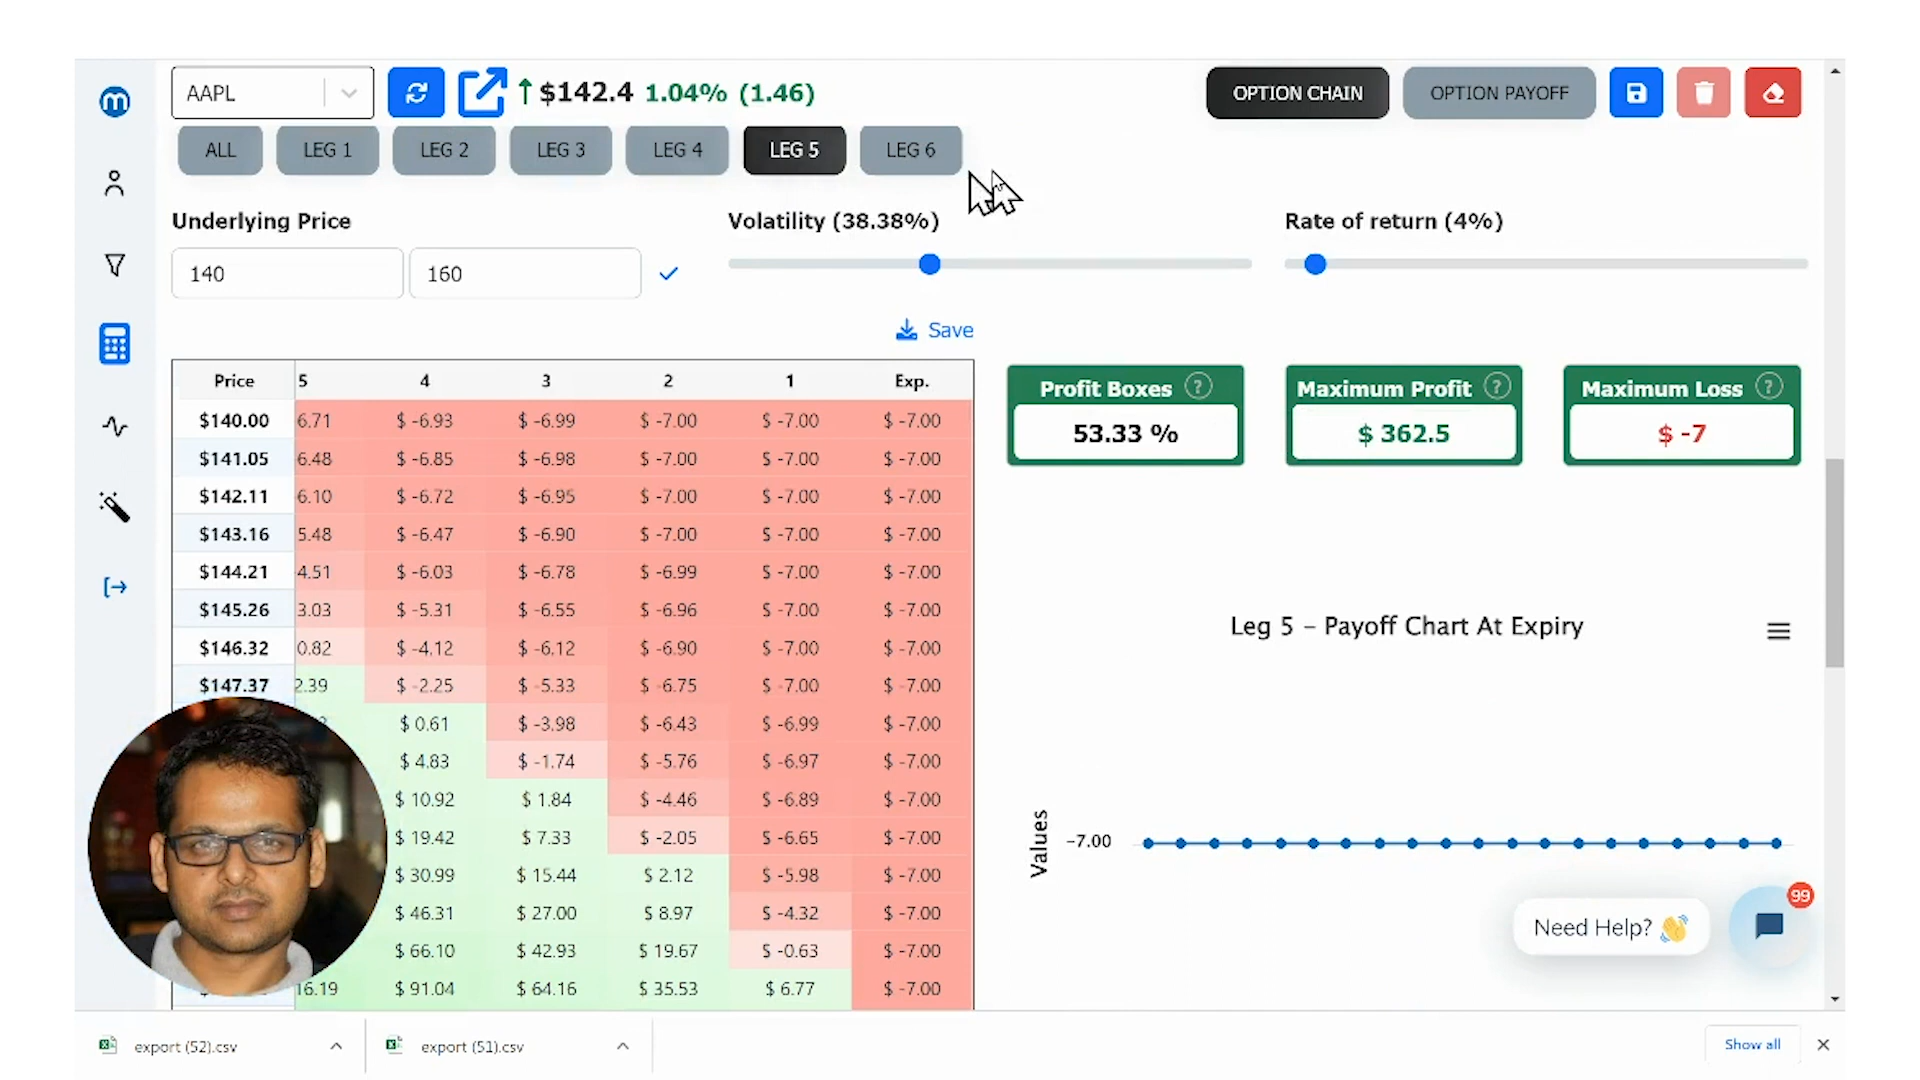 AAPL
$142.4 1.04% (1.46)
OPTION CHAIN
OPTION PAYOFF
ALL
LEG 1
LEG 2
LEG 3
LEG 4
LEG 5
LEG 6
Underlying Price
Volatility (38.38%)
Rate of return (4%)
140
160
Save
Price 5 4 3 2 1 Exp.
$140.00 6.71 $ -6.93 $ -6.99 $ -7.00 $ -7.00 $ -7.00
$141.05 6.48 $ -6.85 $ -6.98 $ -7.00 $ -7.00 $ -7.00
$142.11 6.10 $ -6.72 $ -6.95 $ -7.00 $ -7.00 $ -7.00
$143.16 5.48 $ -6.47 $ -6.90 $ -7.00 $ -7.00 $ -7.00
$144.21 4.51 $ -6.03 $ -6.78 $ -6.99 $ -7.00 $ -7.00
$145.26 3.03 $ -5.31 $ -6.55 $ -6.96 $ -7.00 $ -7.00
$146.32 0.82 $ -4.12 $ -6.12 $ -6.90 $ -7.00 $ -7.00
$147.37 2.39 $ -2.25 $ -5.33 $ -6.75 $ -7.00 $ -7.00
$ 0.61 $ -3.98 $ -6.43 $ -6.99 $ -7.00
$ 4.83 $ -1.74 $ -5.76 $ -6.97 $ -7.00
$ 10.92 $ 1.84 $ -4.46 $ -6.89 $ -7.00
$ 19.42 $ 7.33 $ -2.05 $ -6.65 $ -7.00
$ 30.99 $ 15.44 $ 2.12 $ -5.98 $ -7.00
$ 46.31 $ 27.00 $ 8.97 $ -4.32 $ -7.00
$ 66.10 $ 42.93 $ 19.67 $ -0.63 $ -7.00
16.19 $ 91.04 $ 64.16 $ 35.53 $ 6.77 $ -7.00
Profit Boxes ?
53.33 %
Maximum Profit ?
$ 362.5
Maximum Loss ?
$ -7
Leg 5 - Payoff Chart At Expiry
Values
-7.00
Need Help? 👋
99
export (52).csv
export (51).csv
Show all